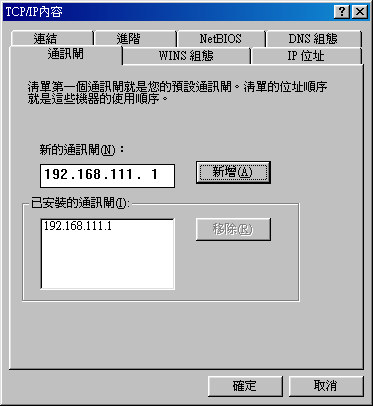 TCP/IP內容
連結
進階
NetBIOS
DNS 組態
通訊閘
WINS 組態
IP 位址
清單第一個通訊閘就是您的預設通訊閘。清單的位址順序
就是這些機器的使用順序。
新的通訊閘(N)：
192.168.111. 1
新增(A)
已安裝的通訊閘(I):
192.168.111.1
移除(R)
確定
取消